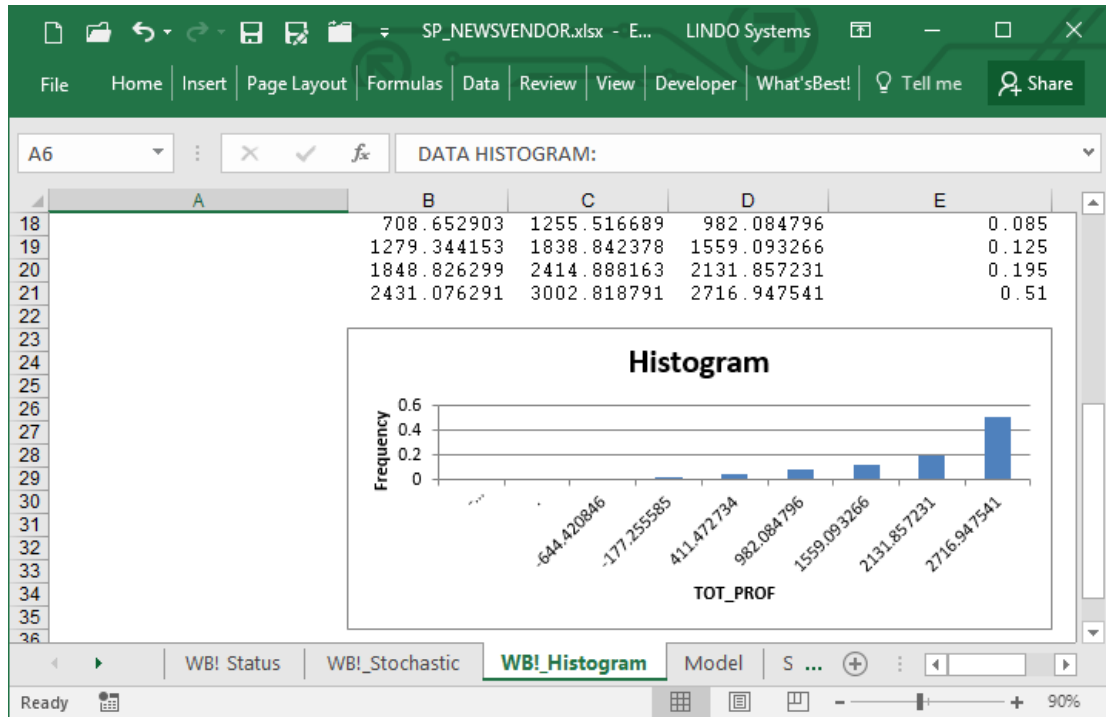 SP_NEWSVENDOR.xlsx - E... LINDO Systems
File Home Insert Page Layout Formulas Data Review View Developer What'sBest! Tell me Share
A6 fx DATA HISTOGRAM:
A B C D E
18 708.652903 1255.516689 982.084796 0.085
19 1279.344153 1838.842378 1559.093266 0.125
20 1848.826299 2414.888163 2131.857231 0.195
21 2431.076291 3002.818791 2716.947541 0.51
22
23
24
25
26
27
28
29
30
31
32
33
34
35
36
Histogram
Frequency
0.6
0.4
0.2
0
-... . -644.420846 -177.255585 411.472734 982.084796 1559.093266 2131.857231 2716.947541
TOT_PROF
WB! Status WB!_Stochastic WB!_Histogram Model S ...
Ready 90%